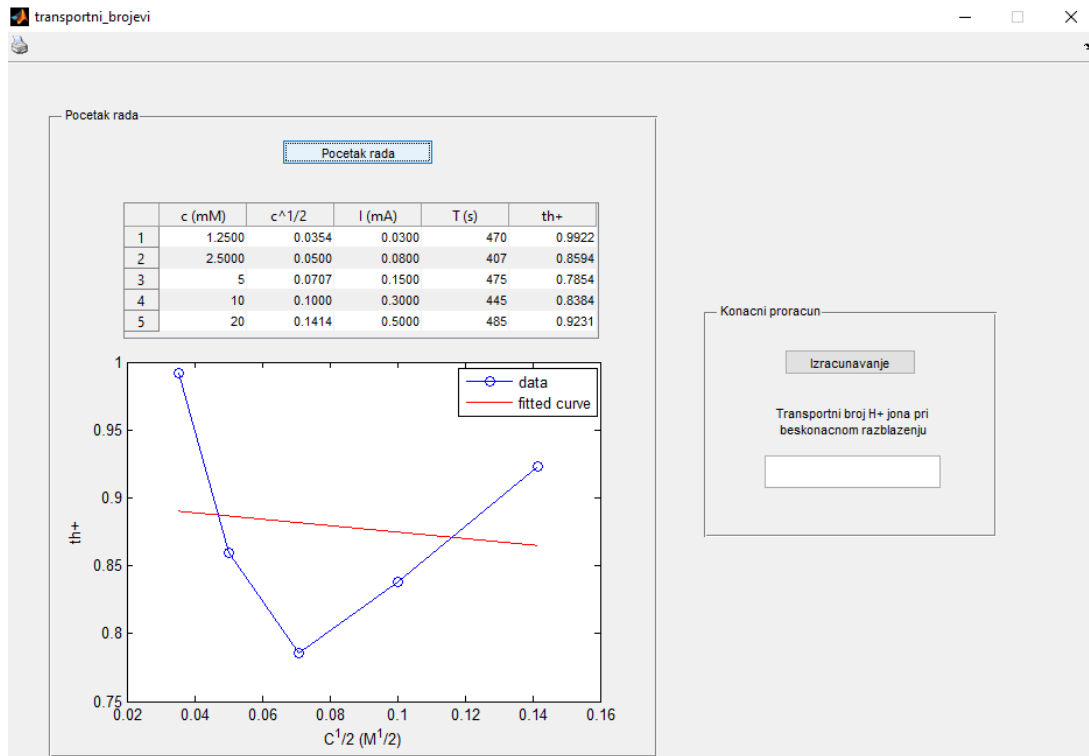 transportni_brojevi
Pocetak rada
Pocetak rada
c (mM) c^1/2 I (mA) T (s) th+
1 1.2500 0.0354 0.0300 470 0.9922
2 2.5000 0.0500 0.0800 407 0.8594
3 5 0.0707 0.1500 475 0.7854
4 10 0.1000 0.3000 445 0.8384
5 20 0.1414 0.5000 485 0.9231
1
0.95
0.9
0.85
0.8
0.75
th+
data
fitted curve
0.02 0.04 0.06 0.08 0.1 0.12 0.14 0.16
C^1/2 (M^1/2)
Konacni proracun
Izracunavanje
Transportni broj H+ jona pri
beskonacnom razblazenju